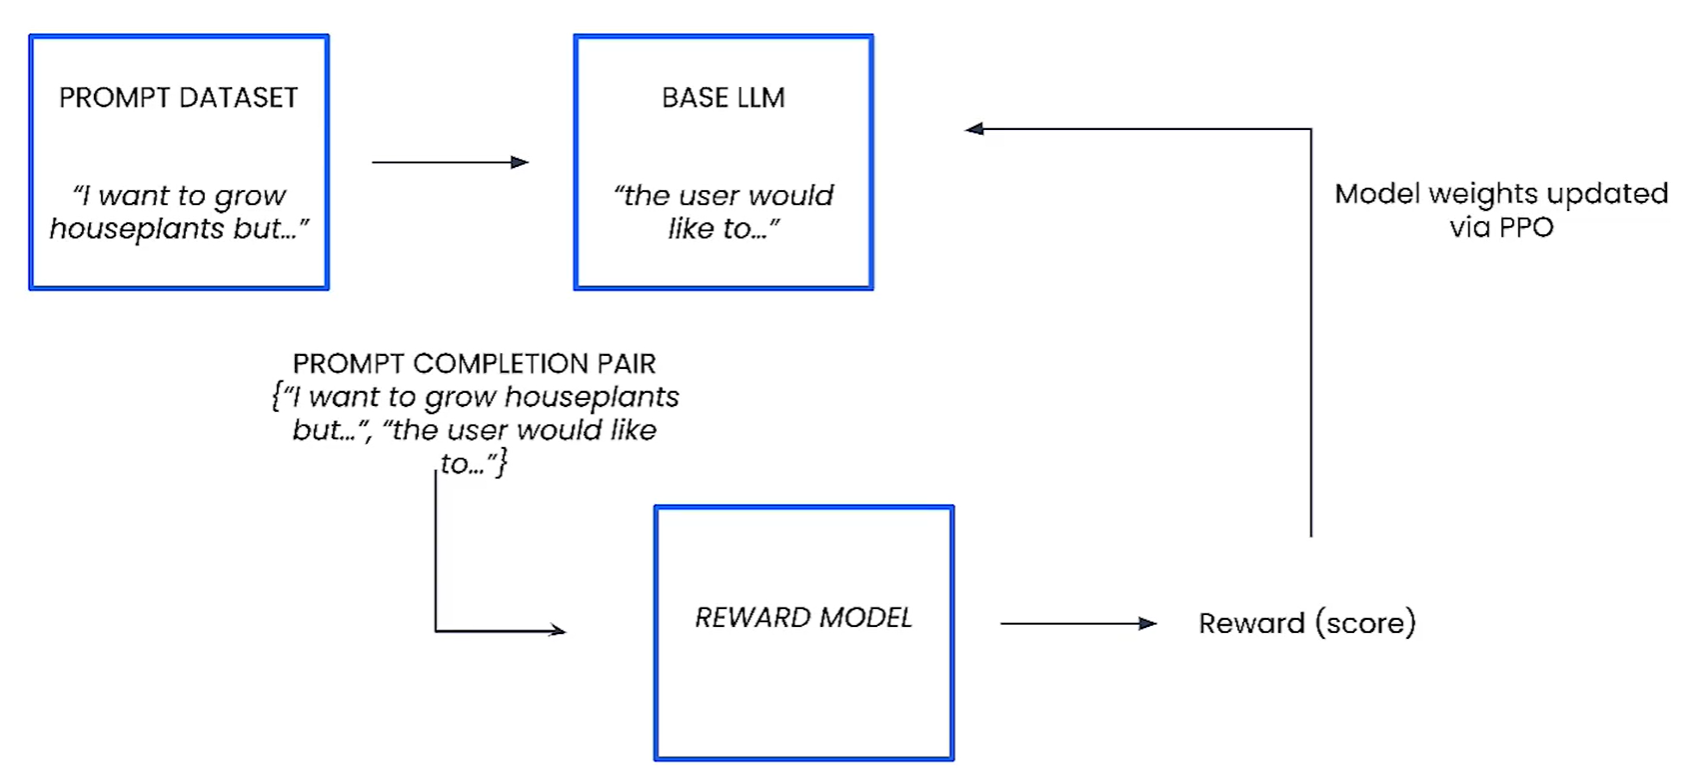 PROMPT DATASET
“I want to grow
houseplants but...”
BASE LLM
“the user would
like to...”
Model weights updated
via PPO
PROMPT COMPLETION PAIR
{“I want to grow houseplants
but...”, “the user would like
to...”}
REWARD MODEL
Reward (score)